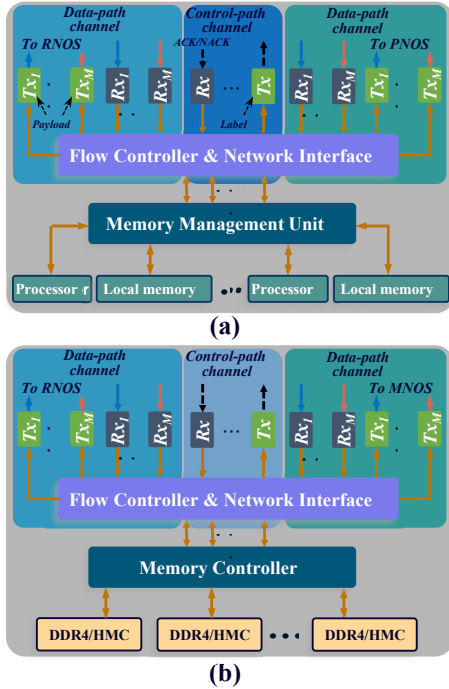 Data-path
channel
Control-path
channel
Data-path
channel
To RNOS
ACK/NACK
To PNOS
Tx1
TxM
Rx1
RxM
Rx
Tx
Rx1
RxM
Tx1
TxM
Payload
Label
Flow Controller & Network Interface
Memory Management Unit
Processor r
Local memory
Processor
Local memory
(a)
Data-path
channel
Control-path
channel
Data-path
channel
To RNOS
To MNOS
Tx1
TxM
Rx1
RxM
Rx
Tx
Rx1
RxM
Tx1
TxM
Flow Controller & Network Interface
Memory Controller
DDR4/HMC
DDR4/HMC
DDR4/HMC
(b)